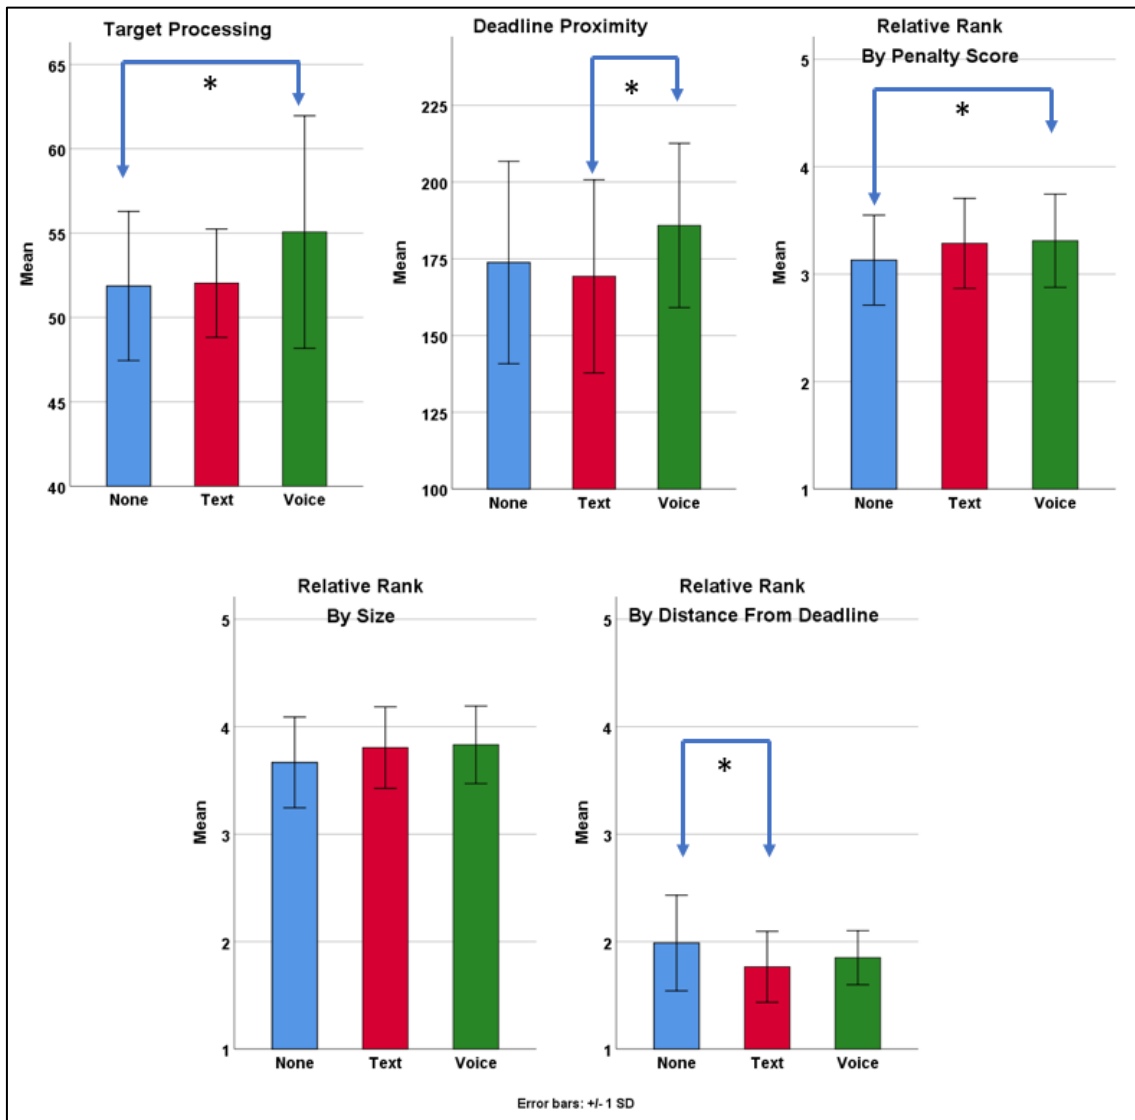 Target Processing
65
60
55
50
45
40
Mean
*
None Text Voice
Deadline Proximity
225
200
175
150
125
100
Mean
*
None Text Voice
Relative Rank
By Penalty Score
5
4
3
2
1
Mean
*
None Text Voice
Relative Rank
By Size
5
4
3
2
1
Mean
None Text Voice
Relative Rank
By Distance From Deadline
5
4
3
2
1
Mean
*
None Text Voice
Error bars: +/- 1 SD